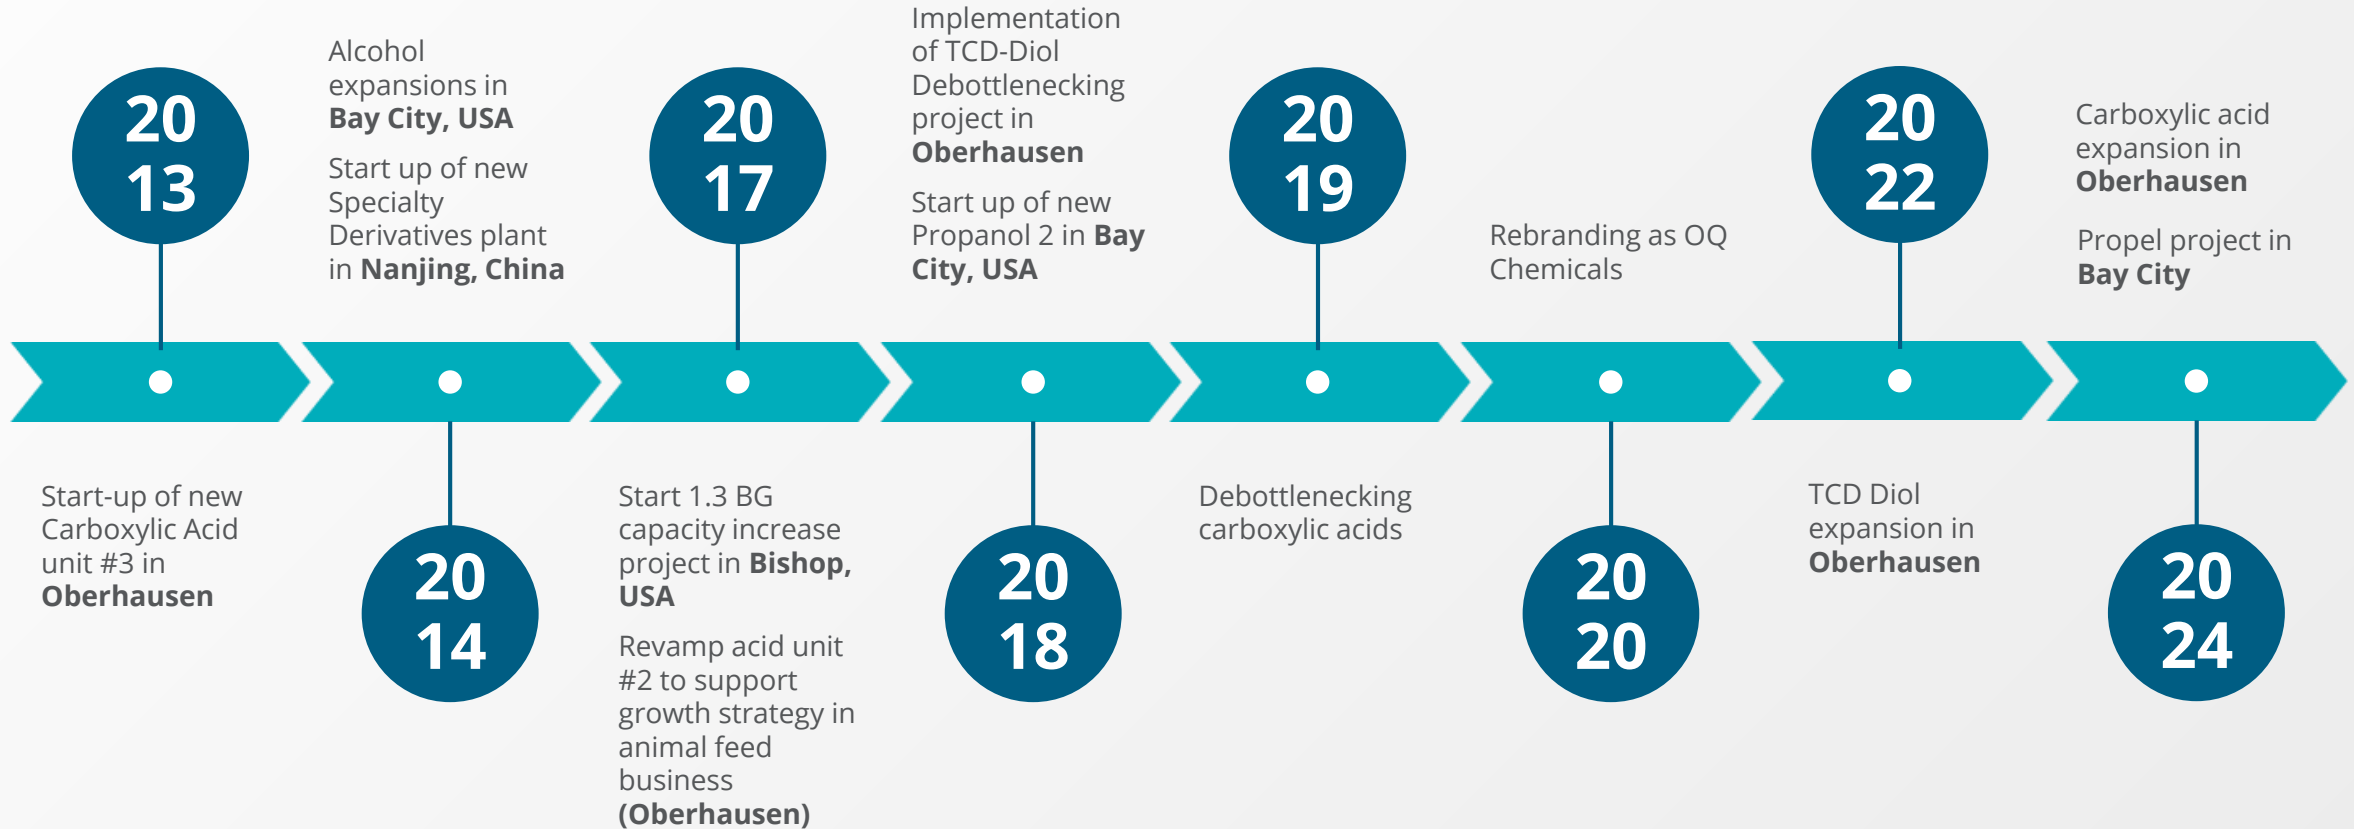 20
13
Start-up of new
Carboxylic Acid
unit #3 in
Oberhausen
Alcohol
expansions in
Bay City, USA
Start up of new
Specialty
Derivatives plant
in Nanjing, China
20
14
20
17
Start 1.3 BG
capacity increase
project in Bishop,
USA
Revamp acid unit
#2 to support
growth strategy in
animal feed
business
(Oberhausen)
Implementation
of TCD-Diol
Debottlenecking
project in
Oberhausen
Start up of new
Propanol 2 in Bay
City, USA
20
18
20
19
Debottlenecking
carboxylic acids
Rebranding as OQ
Chemicals
20
20
20
22
TCD Diol
expansion in
Oberhausen
Carboxylic acid
expansion in
Oberhausen
Propel project in
Bay City
20
24